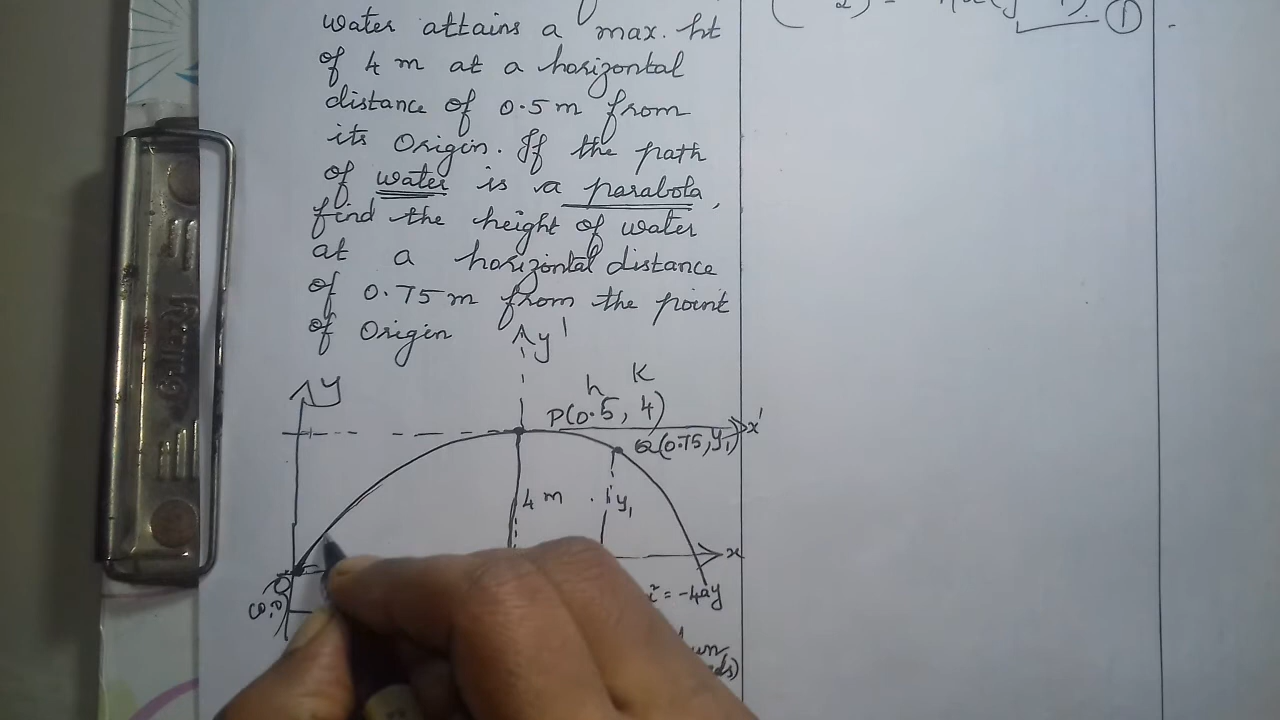 water attains a max. ht
of 4 m at a horizontal
distance of 0.5 m from
its Origin. If the path
of water is a parabola,
find the height of water
at a horizontal distance
of 0.75 m from the point
of Origin
y'
y
h K
P(0.5, 4)
x'
Q(0.75, y₁)
4 m
y₁
x
O
(0,0)
= -4ay
①